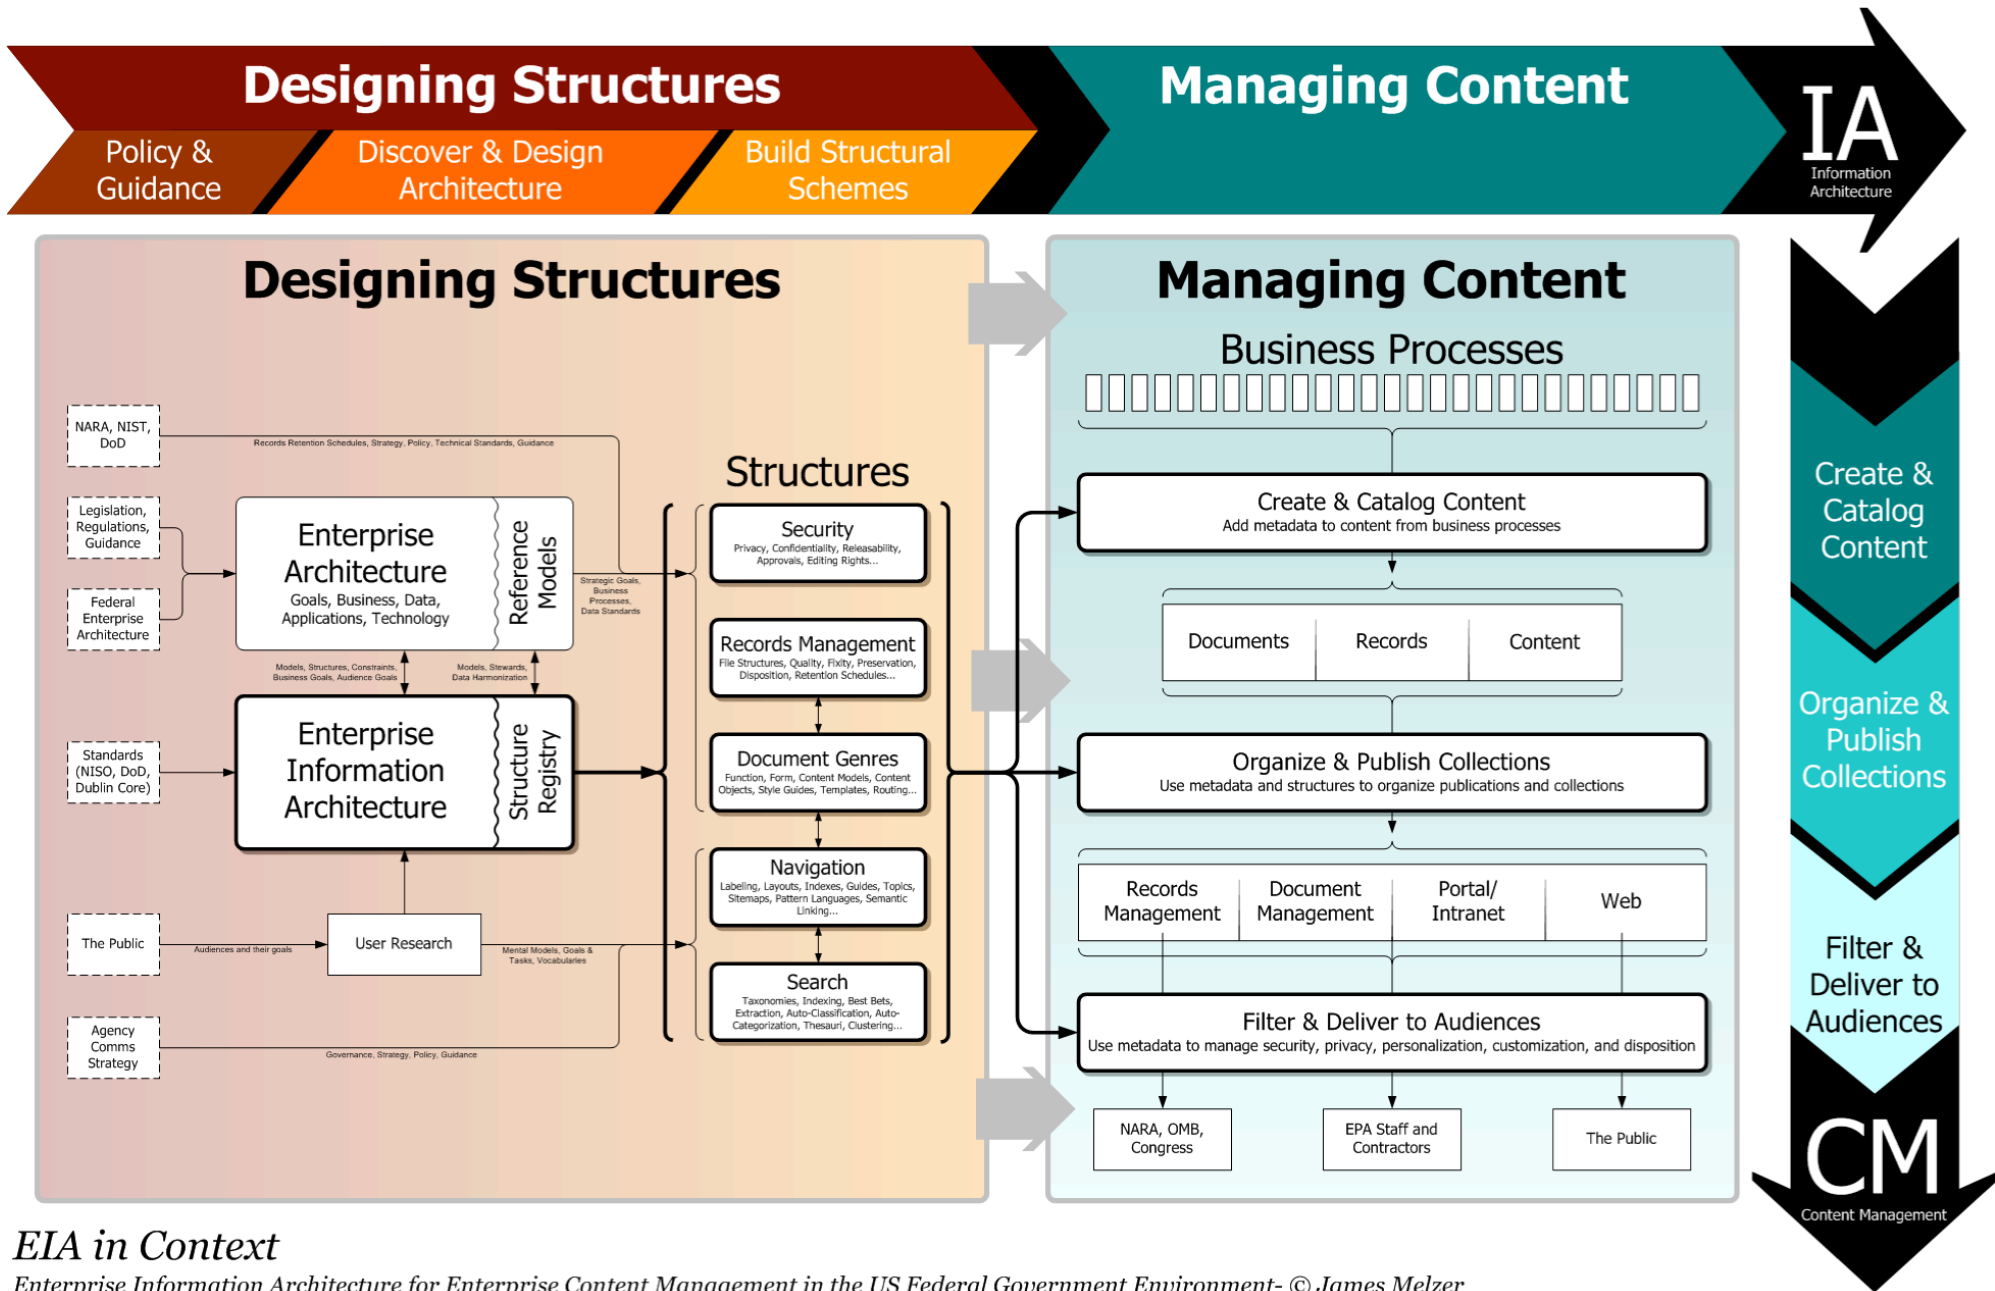 Designing Structures
Managing Content
Policy &
Guidance
Discover & Design
Architecture
Build Structural
Schemes
IA
Information
Architecture
Designing Structures
NARA, NIST,
DoD
Records Retention Schedules, Strategy, Policy, Technical Standards, Guidance
Legislation,
Regulations,
Guidance
Federal
Enterprise
Architecture
Enterprise
Architecture
Goals, Business, Data,
Applications, Technology
Reference
Models
Strategic Goals,
Business
Processes,
Data Standards
Models, Structures, Constraints,
Business Goals, Audience Goals
Models, Stewards,
Data Harmonization
Standards
(NISO, DoD,
Dublin Core)
Enterprise
Information
Architecture
Structure
Registry
The Public
Audiences and their goals
User Research
Mental Models, Goals &
Tasks, Vocabularies
Agency
Comms
Strategy
Governance, Strategy, Policy, Guidance
Structures
Security
Privacy, Confidentiality, Releasability,
Approvals, Editing Rights...
Records Management
File Structures, Quality, Fixity, Preservation,
Disposition, Retention Schedules...
Document Genres
Function, Form, Content Models, Content
Objects, Style Guides, Templates, Routing...
Navigation
Labeling, Layouts, Indexes, Guides, Topics,
Sitemaps, Pattern Languages, Semantic
Linking...
Search
Taxonomies, Indexing, Best Bets,
Extraction, Auto-Classification, Auto-
Categorization, Thesauri, Clustering...
Managing Content
Business Processes
Create & Catalog Content
Add metadata to content from business processes
Documents
Records
Content
Organize & Publish Collections
Use metadata and structures to organize publications and collections
Records
Management
Document
Management
Portal/
Intranet
Web
Filter & Deliver to Audiences
Use metadata to manage security, privacy, personalization, customization, and disposition
NARA, OMB,
Congress
EPA Staff and
Contractors
The Public
Create &
Catalog
Content
Organize &
Publish
Collections
Filter &
Deliver to
Audiences
CM
Content Management
EIA in Context
Enterprise Information Architecture for Enterprise Content Management in the US Federal Government Environment- © James Melzer